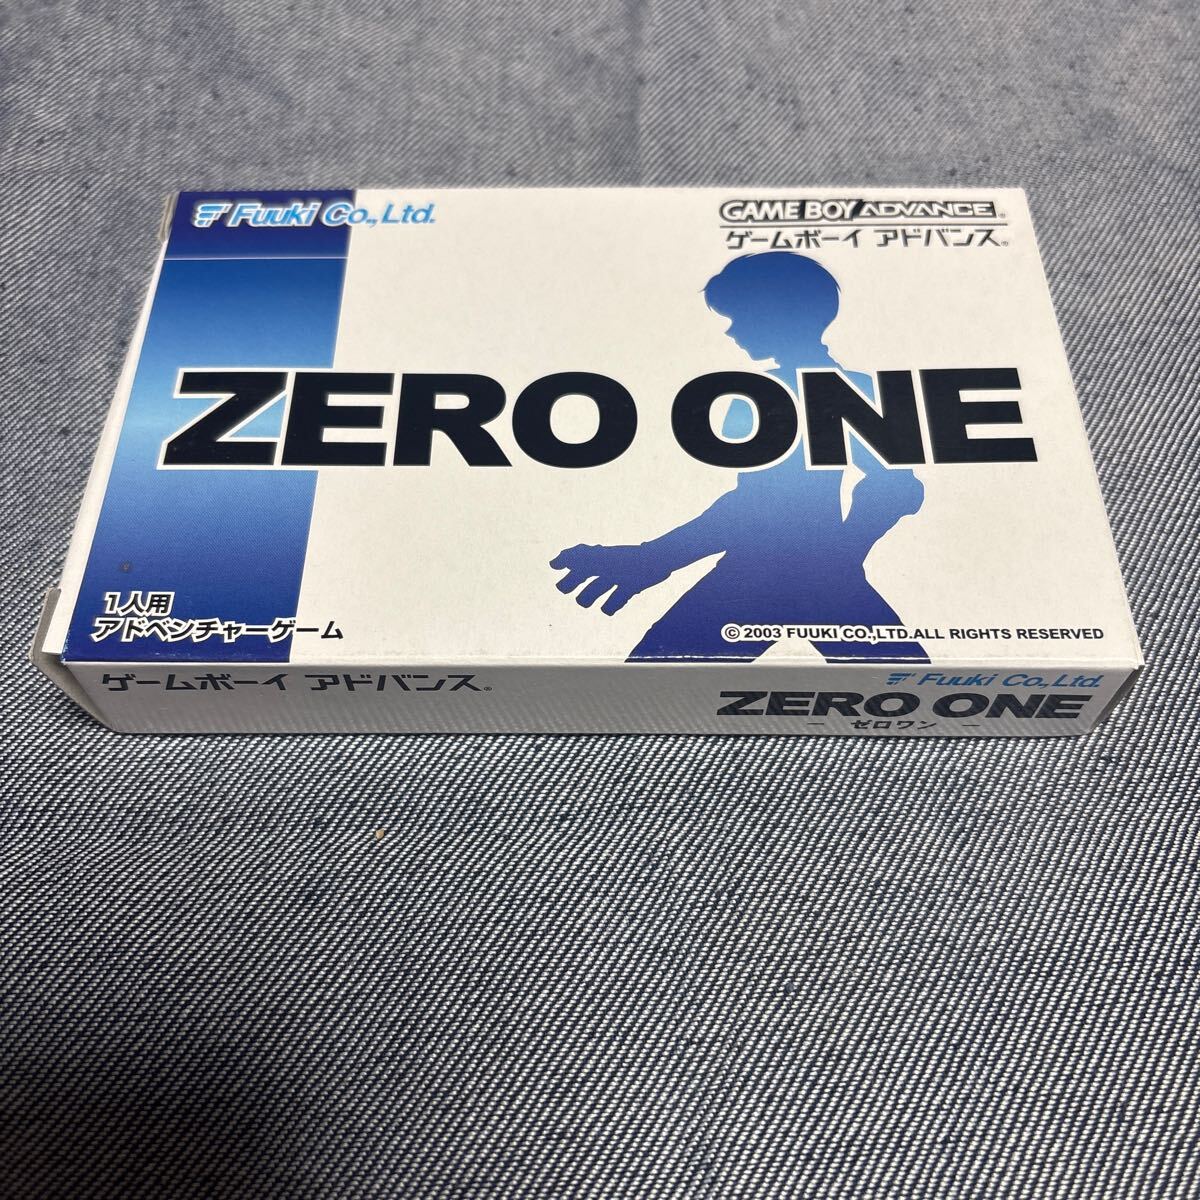 Fuuki Co.,Ltd.
GAME BOY ADVANCE®
ゲームボーイ アドバンス®
ZERO ONE
1人用
アドベンチャーゲーム
© 2003 FUUKI CO.,LTD.ALL RIGHTS RESERVED
ゲームボーイ アドバンス®
Fuuki Co.,Ltd.
ZERO ONE
— ゼロワン —